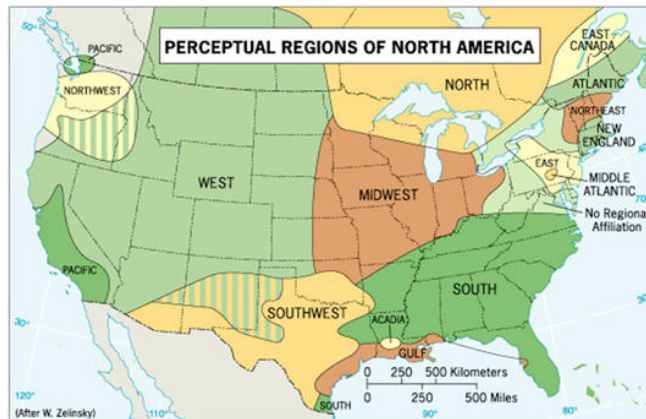 PERCEPTUAL REGIONS OF NORTH AMERICA
50°
PACIFIC
NORTHWEST
NORTH
EAST CANADA
ATLANTIC
NORTHEAST
NEW
ENGLAND
EAST
MIDDLE
ATLANTIC
No Regional
Affiliation
WEST
MIDWEST
PACIFIC
SOUTHWEST
SOUTH
ACADIA
GULF
SOUTH
0 250 500 Kilometers
0 250 500 Miles
40°
30°
120°
110°
90°
80°
(After W. Zelinsky)